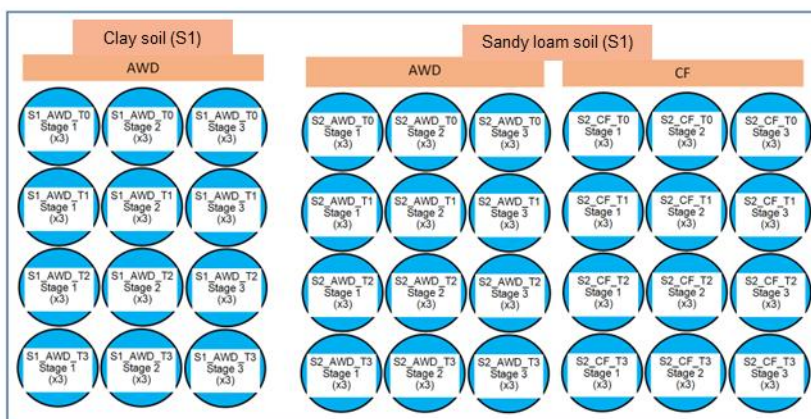 Clay soil (S1)
Sandy loam soil (S1)
AWD
AWD
CF
S1_AWD_T0
Stage 1
(x3)
S1_AWD_T0
Stage 2
(x3)
S1_AWD_T0
Stage 3
(x3)
S2_AWD_T0
Stage 1
(x3)
S2_AWD_T0
Stage 2
(x3)
S2_AWD_T0
Stage 3
(x3)
S2_CF_T0
Stage 1
(x3)
S2_CF_T0
Stage 2
(x3)
S2_CF_T0
Stage 3
(x3)
S1_AWD_T1
Stage 1
(x3)
S1_AWD_T1
Stage 2
(x3)
S1_AWD_T1
Stage 3
(x3)
S2_AWD_T1
Stage 1
(x3)
S2_AWD_T1
Stage 2
(x3)
S2_AWD_T1
Stage 3
(x3)
S2_CF_T1
Stage 1
(x3)
S2_CF_T1
Stage 2
(x3)
S2_CF_T1
Stage 3
(x3)
S1_AWD_T2
Stage 1
(x3)
S1_AWD_T2
Stage 2
(x3)
S1_AWD_T2
Stage 3
(x3)
S2_AWD_T2
Stage 1
(x3)
S2_AWD_T2
Stage 2
(x3)
S2_AWD_T2
Stage 3
(x3)
S2_CF_T2
Stage 1
(x3)
S2_CF_T2
Stage 2
(x3)
S2_CF_T2
Stage 3
(x3)
S1_AWD_T3
Stage 1
(x3)
S1_AWD_T3
Stage 2
(x3)
S1_AWD_T3
Stage 3
(x3)
S2_AWD_T3
Stage 1
(x3)
S2_AWD_T3
Stage 2
(x3)
S2_AWD_T3
Stage 3
(x3)
S2_CF_T3
Stage 1
(x3)
S2_CF_T3
Stage 2
(x3)
S2_CF_T3
Stage 3
(x3)